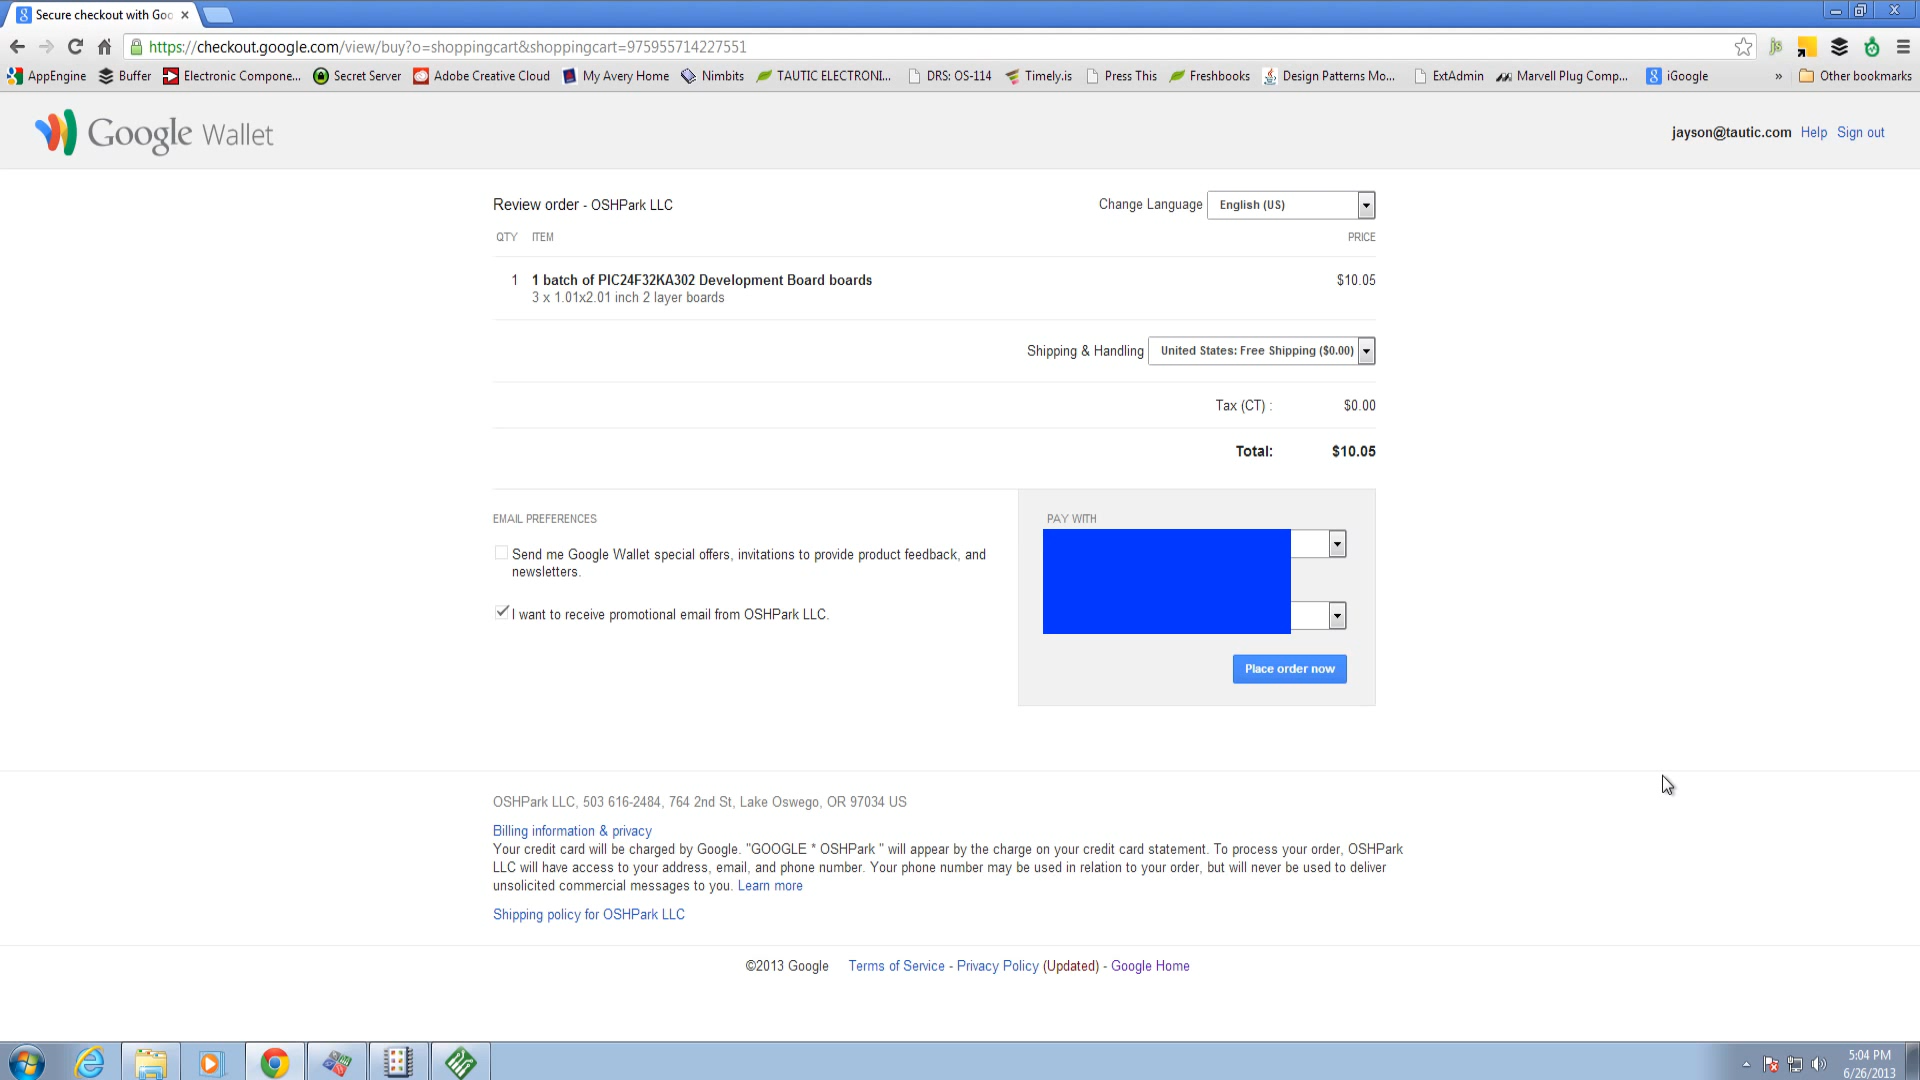 Secure checkout with Goo
https://checkout.google.com/view/buy?o=shoppingcart&shoppingcart=975955714227551
AppEngine Buffer Electronic Compone... Secret Server Adobe Creative Cloud My Avery Home Nimbits TAUTIC ELECTRONI... DRS: OS-114 Timely.is Press This Freshbooks Design Patterns Mo... ExtAdmin Marvell Plug Comp... iGoogle » Other bookmarks
Google Wallet
jayson@tautic.com Help Sign out
Review order - OSHPark LLC
Change Language English (US)
QTY ITEM PRICE
1 1 batch of PIC24F32KA302 Development Board boards $10.05
3 x 1.01x2.01 inch 2 layer boards
Shipping & Handling United States: Free Shipping ($0.00)
Tax (CT) : $0.00
Total: $10.05
EMAIL PREFERENCES
Send me Google Wallet special offers, invitations to provide product feedback, and
newsletters.
I want to receive promotional email from OSHPark LLC.
PAY WITH
Place order now
OSHPark LLC, 503 616-2484, 764 2nd St, Lake Oswego, OR 97034 US
Billing information & privacy
Your credit card will be charged by Google. "GOOGLE * OSHPark " will appear by the charge on your credit card statement. To process your order, OSHPark
LLC will have access to your address, email, and phone number. Your phone number may be used in relation to your order, but will never be used to deliver
unsolicited commercial messages to you. Learn more
Shipping policy for OSHPark LLC
©2013 Google Terms of Service - Privacy Policy (Updated) - Google Home
5:04 PM
6/26/2013